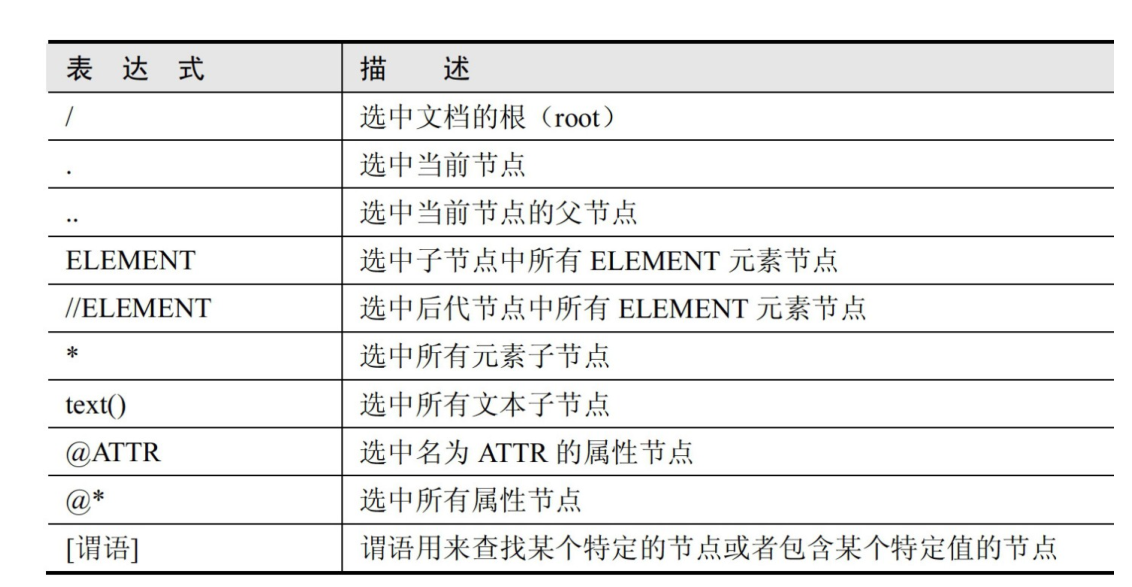 表 达 式 描 述
/ 选中文档的根（root）
. 选中当前节点
.. 选中当前节点的父节点
ELEMENT 选中子节点中所有 ELEMENT 元素节点
//ELEMENT 选中后代节点中所有 ELEMENT 元素节点
* 选中所有元素子节点
text() 选中所有文本子节点
@ATTR 选中名为 ATTR 的属性节点
@* 选中所有属性节点
[谓语] 谓语用来查找某个特定的节点或者包含某个特定值的节点